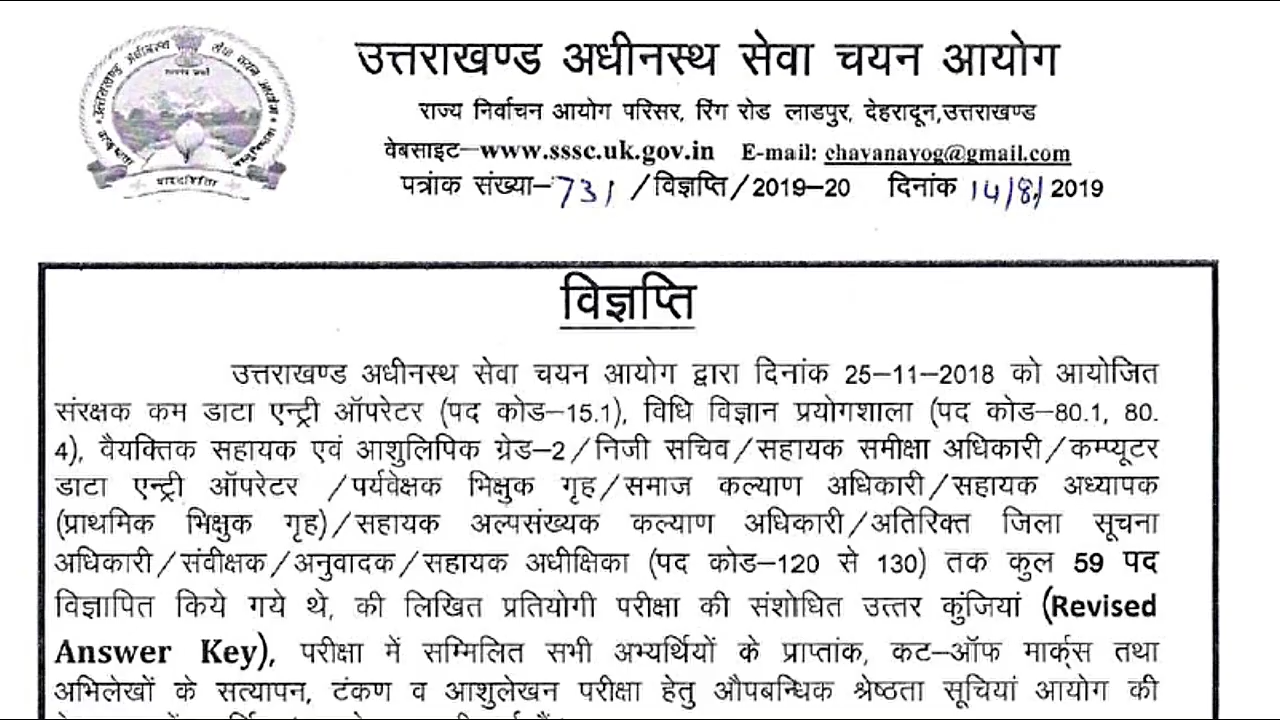 उत्तराखण्ड अधीनस्थ सेवा चयन आयोग
राज्य निर्वाचन आयोग परिसर, रिंग रोड लाडपुर, देहरादून,उत्तराखण्ड
वेबसाइट–www.sssc.uk.gov.in E-mail: chayanayog@gmail.com
पत्रांक संख्या–731 /विज्ञप्ति/2019–20 दिनांक 14/8/2019
विज्ञप्ति
उत्तराखण्ड अधीनस्थ सेवा चयन आयोग द्वारा दिनांक 25–11–2018 को आयोजित
संरक्षक कम डाटा एन्ट्री ऑपरेटर (पद कोड–15.1), विधि विज्ञान प्रयोगशाला (पद कोड–80.1, 80.
4), वैयक्तिक सहायक एवं आशुलिपिक ग्रेड–2/निजी सचिव/सहायक समीक्षा अधिकारी/कम्प्यूटर
डाटा एन्ट्री ऑपरेटर /पर्यवेक्षक भिक्षुक गृह/समाज कल्याण अधिकारी/सहायक अध्यापक
(प्राथमिक भिक्षुक गृह)/सहायक अल्पसंख्यक कल्याण अधिकारी/अतिरिक्त जिला सूचना
अधिकारी/संवीक्षक/अनुवादक/सहायक अधीक्षिका (पद कोड–120 से 130) तक कुल 59 पद
विज्ञापित किये गये थे, की लिखित प्रतियोगी परीक्षा की संशोधित उत्तर कुंजियां (Revised
Answer Key), परीक्षा में सम्मिलित सभी अभ्यर्थियों के प्राप्तांक, कट–ऑफ मार्क्स तथा
अभिलेखों के सत्यापन, टंकण व आशुलेखन परीक्षा हेतु औपबन्धिक श्रेष्ठता सूचियां आयोग की